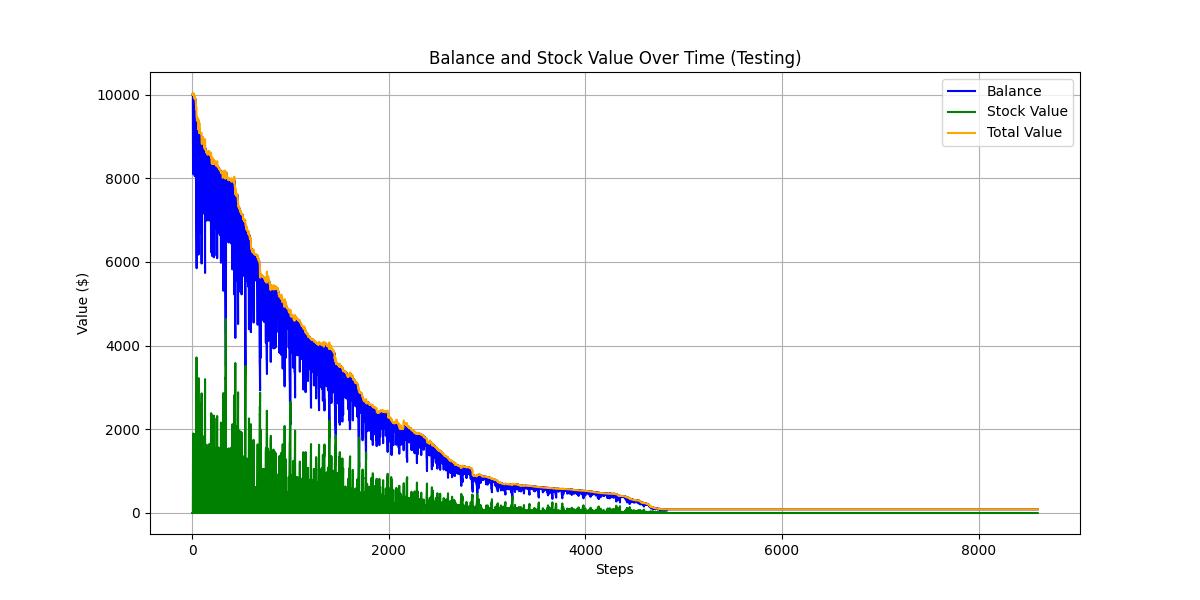 Balance and Stock Value Over Time (Testing)
Balance
Stock Value
Total Value
Value ($)
10000
8000
6000
4000
2000
0
0 2000 4000 6000 8000
Steps